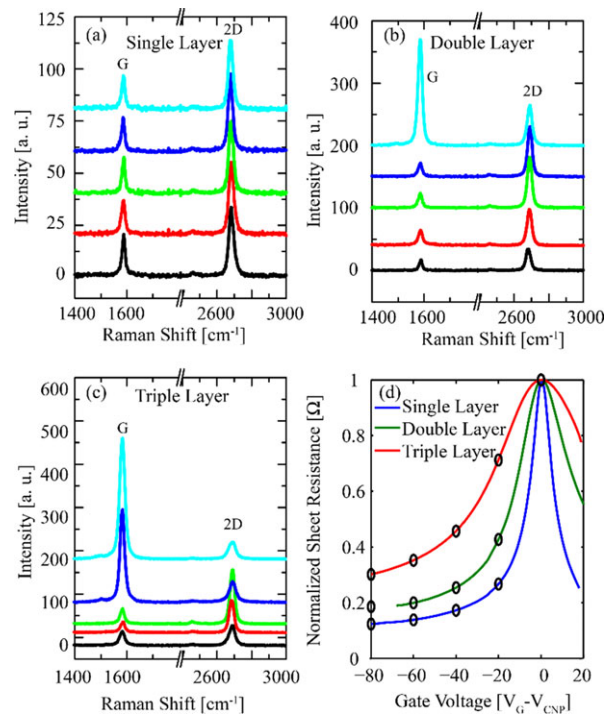 (a)
Single Layer
2D
G
125
100
75
50
25
0
Intensity [a. u.]
1400
1600
2600
3000
Raman Shift [cm-1]
(b)
Double Layer
G
2D
400
300
200
100
0
Intensity [a. u.]
1400
1600
2600
3000
Raman Shift [cm-1]
(c)
Triple Layer
G
2D
600
500
400
300
200
100
0
Intensity [a. u.]
1400
1600
2600
3000
Raman Shift [cm-1]
(d)
Single Layer
Double Layer
Triple Layer
1
0.8
0.6
0.4
0.2
0
Normalized Sheet Resistance [Ω]
−80
−60
−40
−20
0
20
Gate Voltage [VG-VCNP]